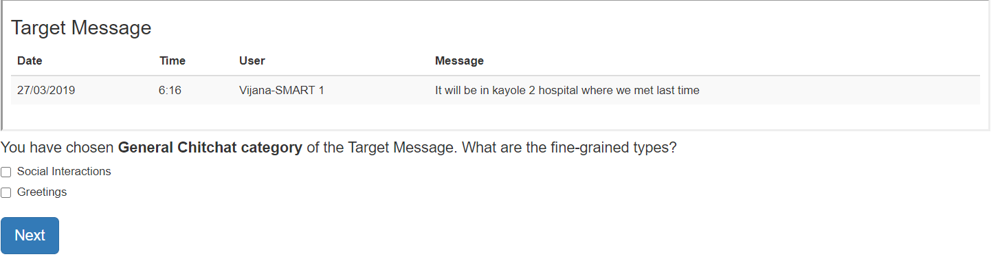 Target Message
Date Time User Message
27/03/2019 6:16 Vijana-SMART 1 It will be in kayole 2 hospital where we met last time
You have chosen General Chitchat category of the Target Message. What are the fine-grained types?
Social Interactions
Greetings
Next